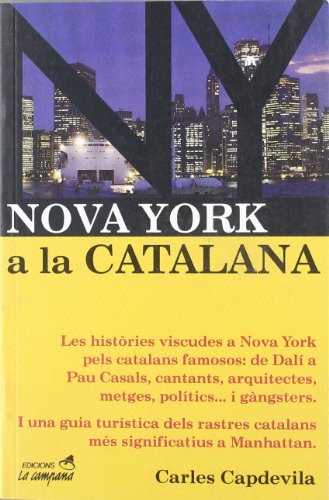 NY
NOVA YORK
a la CATALANA
Les històries viscudes a Nova York
pels catalans famosos: de Dalí a
Pau Casals, cantants, arquitectes,
metges, polítics... i gàngsters.
I una guia turística dels rastres catalans
més significatius a Manhattan.
EDICIONS
La campana
Carles Capdevila